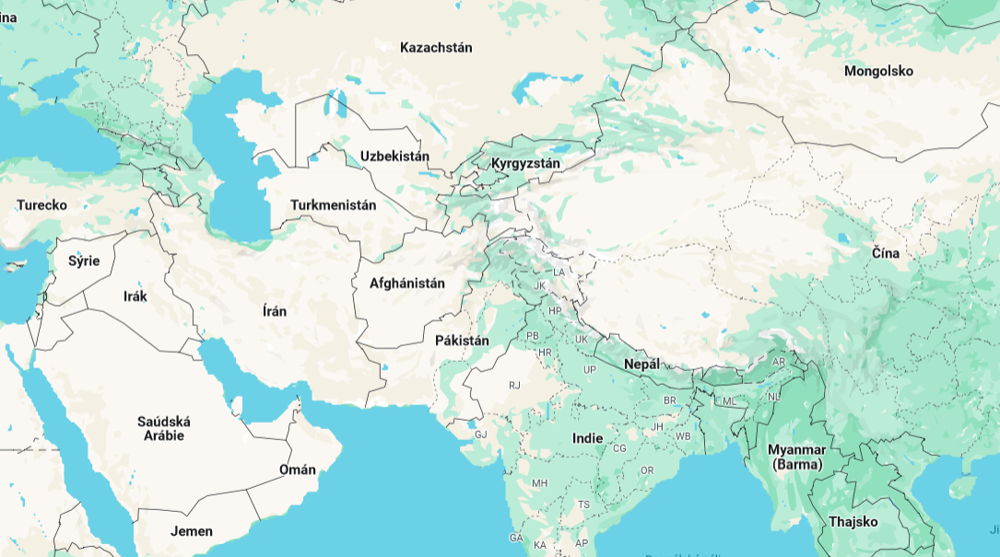 ina
Kazachstán
Mongolsko
Uzbekistán
Kyrgyzstán
Turecko
Turkmenistán
Sýrie
Čína
LA
Irák
Afghánistán
JK
Írán
HP
Pákistán
PB
UK
HR
Nepál
AR
UP
RJ
NL
BR
ML
Saúdská
Arábie
JH
GJ
Indie
WB
CG
Myanmar
(Barma)
Omán
OR
MH
TS
Thajsko
Jemen
Ji
GA
KA
AP